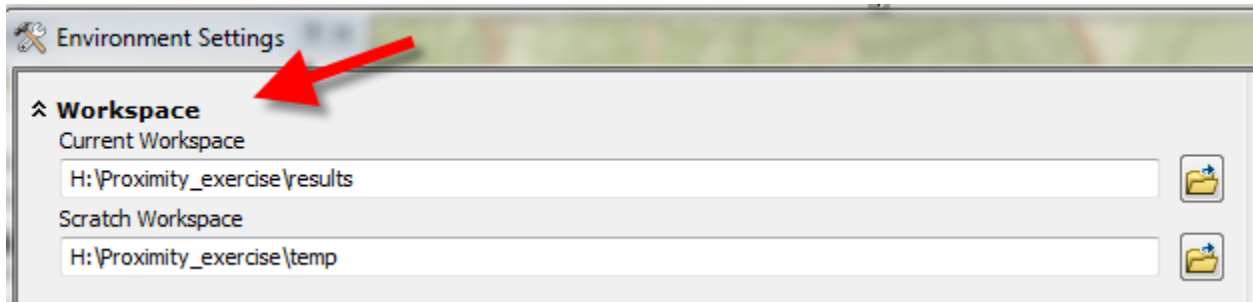 Environment Settings
Workspace
Current Workspace
H:\Proximity_exercise\results
Scratch Workspace
H:\Proximity_exercise\temp